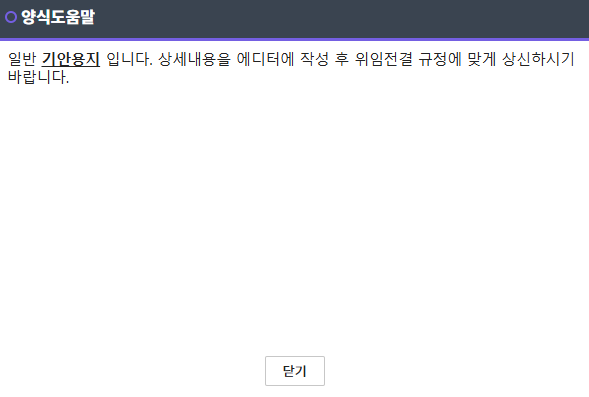 양식도움말
일반 기안용지 입니다. 상세내용을 에디터에 작성 후 위임전결 규정에 맞게 상신하시기
바랍니다.
닫기